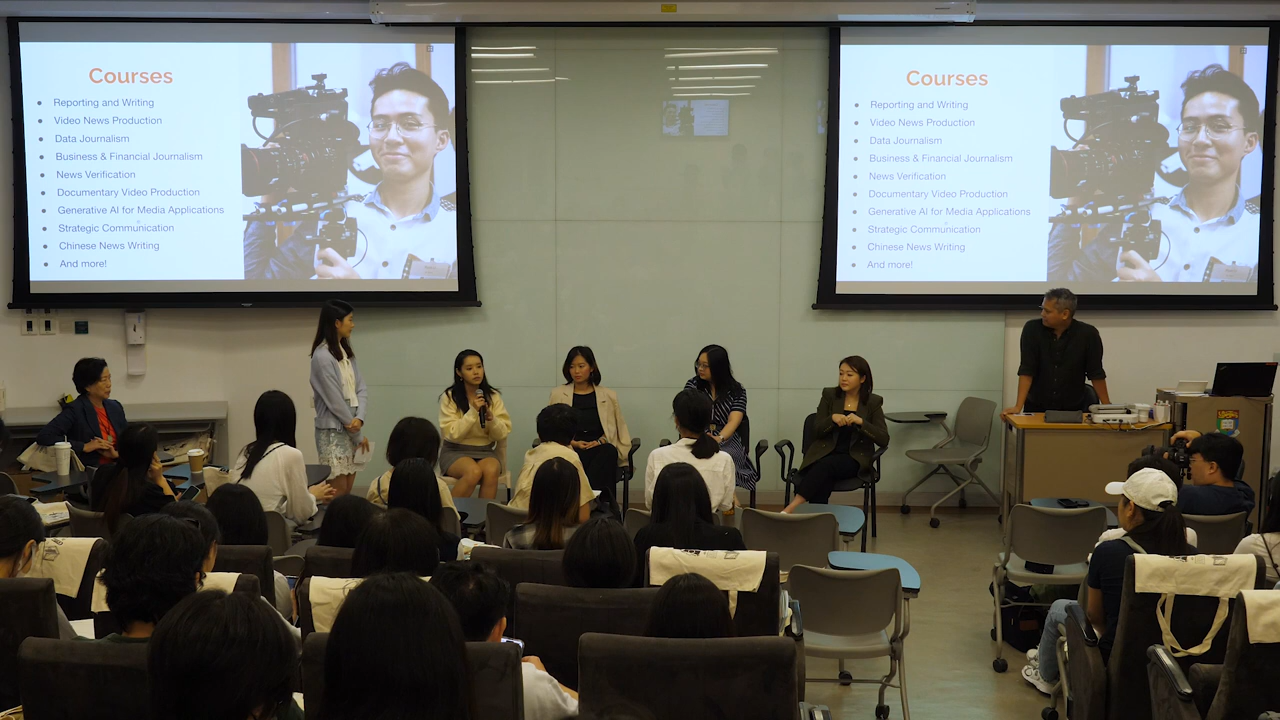 Courses
Reporting and Writing
Video News Production
Data Journalism
Business & Financial Journalism
News Verification
Documentary Video Production
Generative AI for Media Applications
Strategic Communication
Chinese News Writing
And more!
Courses
Reporting and Writing
Video News Production
Data Journalism
Business & Financial Journalism
News Verification
Documentary Video Production
Generative AI for Media Applications
Strategic Communication
Chinese News Writing
And more!